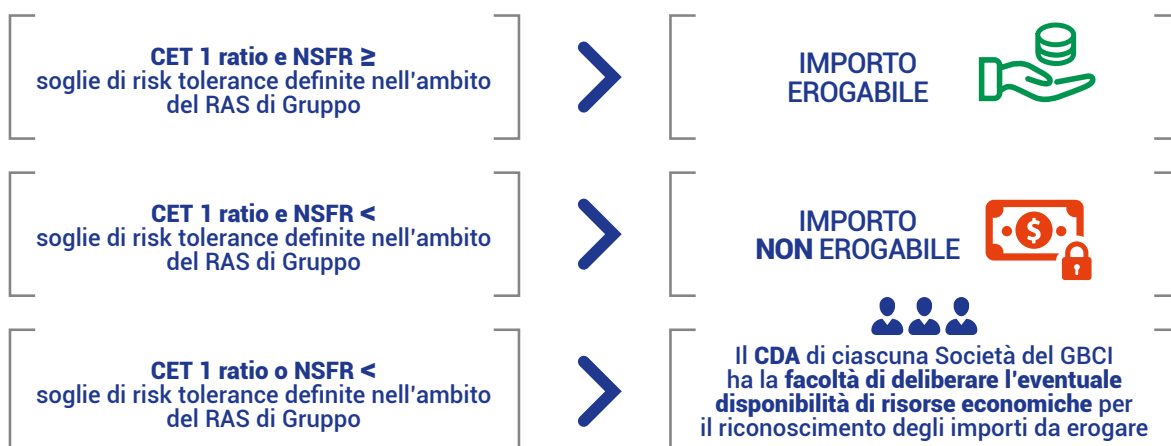 CET 1 ratio e NSFR ≥
soglie di risk tolerance definite nell'ambito
del RAS di Gruppo
IMPORTO
EROGABILE
CET 1 ratio e NSFR <
soglie di risk tolerance definite nell'ambito
del RAS di Gruppo
IMPORTO
NON EROGABILE
$
CET 1 ratio o NSFR <
soglie di risk tolerance definite nell'ambito
del RAS di Gruppo
Il CDA di ciascuna Società del GBCI
ha la facoltà di deliberare l'eventuale
disponibilità di risorse economiche per
il riconoscimento degli importi da erogare